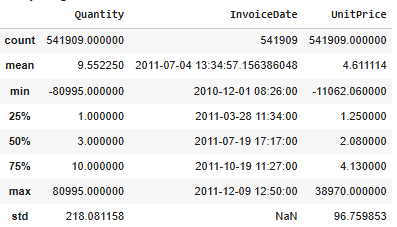 Quantity InvoiceDate UnitPrice
count 541909.000000 541909 541909.000000
mean 9.552250 2011-07-04 13:34:57.156386048 4.611114
min -80995.000000 2010-12-01 08:26:00 -11062.060000
25% 1.000000 2011-03-28 11:34:00 1.250000
50% 3.000000 2011-07-19 17:17:00 2.080000
75% 10.000000 2011-10-19 11:27:00 4.130000
max 80995.000000 2011-12-09 12:50:00 38970.000000
std 218.081158 NaN 96.759853